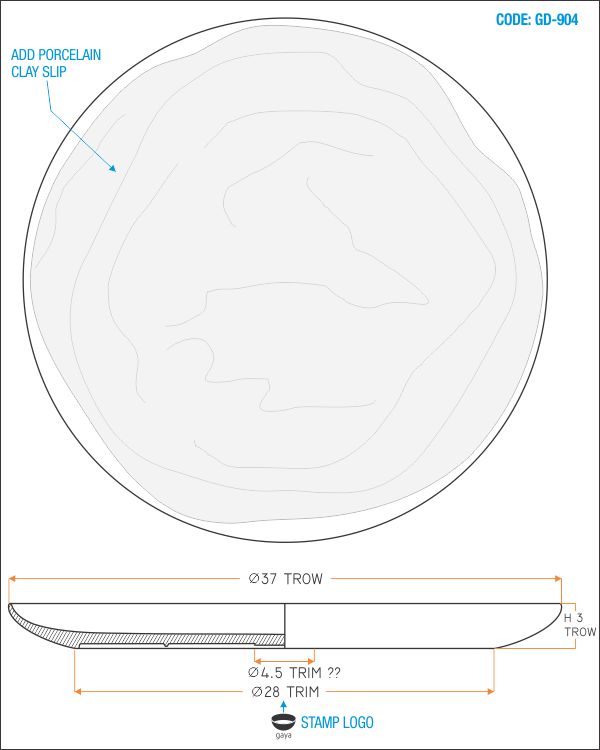 CODE: GD-904
ADD PORCELAIN
CLAY SLIP
Ø37 TROW
H 3
TROW
Ø4.5 TRIM ??
Ø28 TRIM
STAMP LOGO
gaya